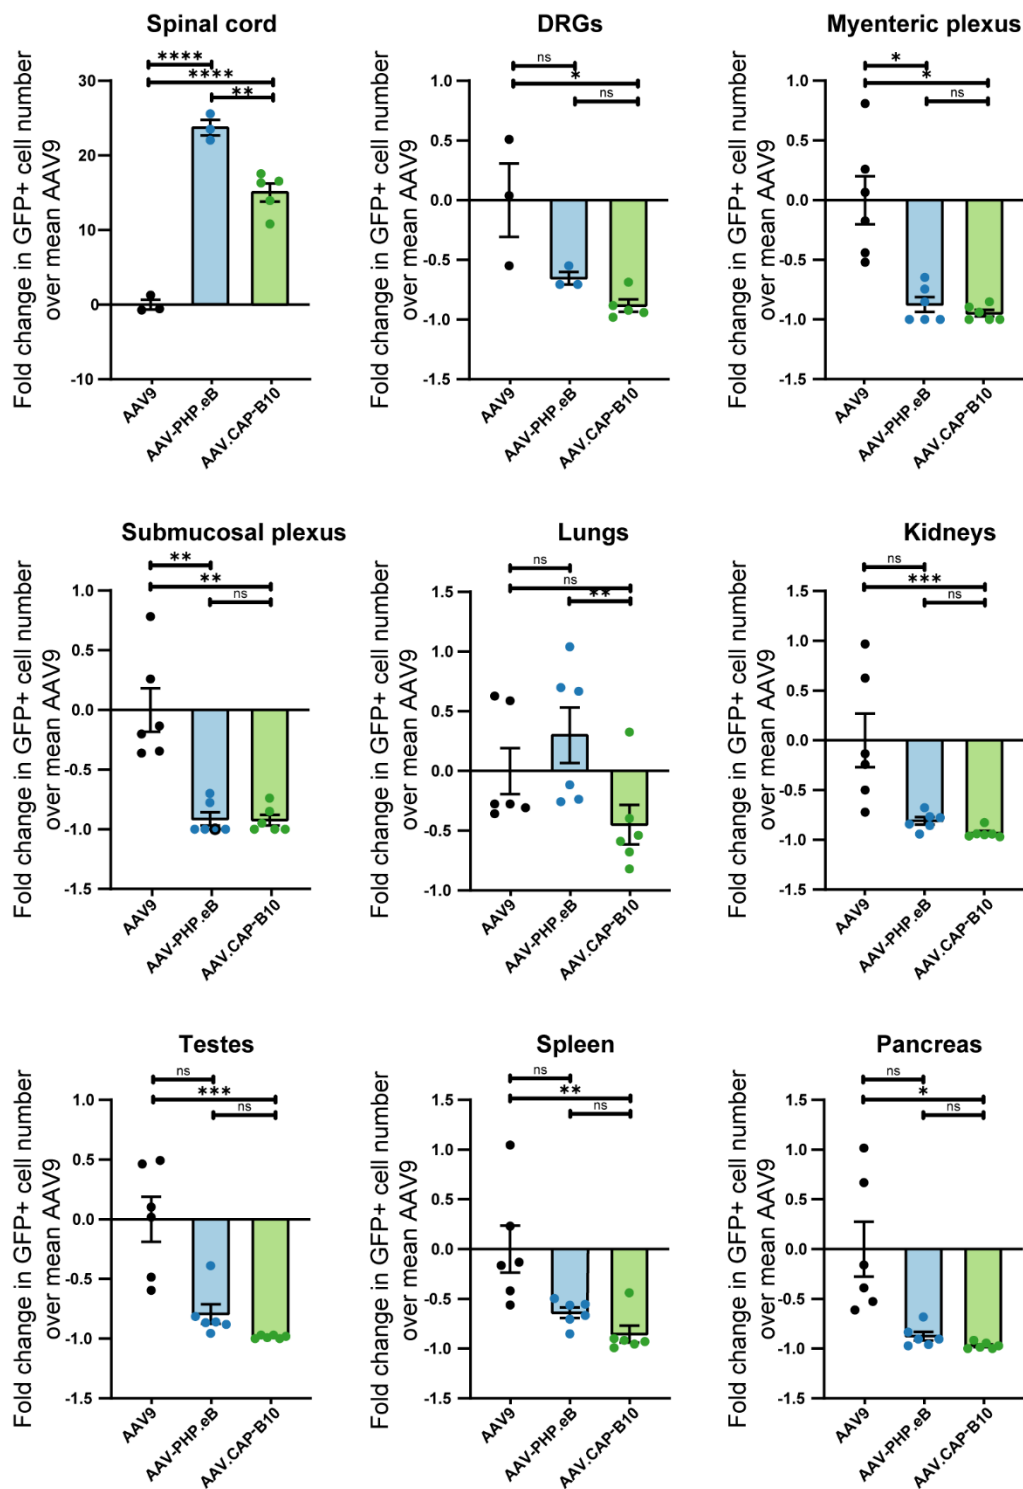 Spinal cord
Fold change in GFP+ cell number
over mean AAV9
30
20
10
0
-10
****
****
**
AAV9
AAV-PHP.eB
AAV.CAP-B10
DRGs
Fold change in GFP+ cell number
over mean AAV9
1.0
0.5
0.0
-0.5
-1.0
-1.5
ns
*
ns
AAV9
AAV-PHP.eB
AAV.CAP-B10
Myenteric plexus
Fold change in GFP+ cell number
over mean AAV9
1.0
0.5
0.0
-0.5
-1.0
-1.5
*
*
ns
AAV9
AAV-PHP.eB
AAV.CAP-B10
Submucosal plexus
Fold change in GFP+ cell number
over mean AAV9
1.0
0.5
0.0
-0.5
-1.0
-1.5
**
**
ns
AAV9
AAV-PHP.eB
AAV.CAP-B10
Lungs
Fold change in GFP+ cell number
over mean AAV9
1.5
1.0
0.5
0.0
-0.5
-1.0
ns
ns
**
AAV9
AAV-PHP.eB
AAV.CAP-B10
Kidneys
Fold change in GFP+ cell number
over mean AAV9
1.5
1.0
0.5
0.0
-0.5
-1.0
-1.5
ns
***
ns
AAV9
AAV-PHP.eB
AAV.CAP-B10
Testes
Fold change in GFP+ cell number
over mean AAV9
1.0
0.5
0.0
-0.5
-1.0
-1.5
ns
***
ns
AAV9
AAV-PHP.eB
AAV.CAP-B10
Spleen
Fold change in GFP+ cell number
over mean AAV9
1.5
1.0
0.5
0.0
-0.5
-1.0
-1.5
ns
**
ns
AAV9
AAV-PHP.eB
AAV.CAP-B10
Pancreas
Fold change in GFP+ cell number
over mean AAV9
1.5
1.0
0.5
0.0
-0.5
-1.0
-1.5
ns
*
ns
AAV9
AAV-PHP.eB
AAV.CAP-B10